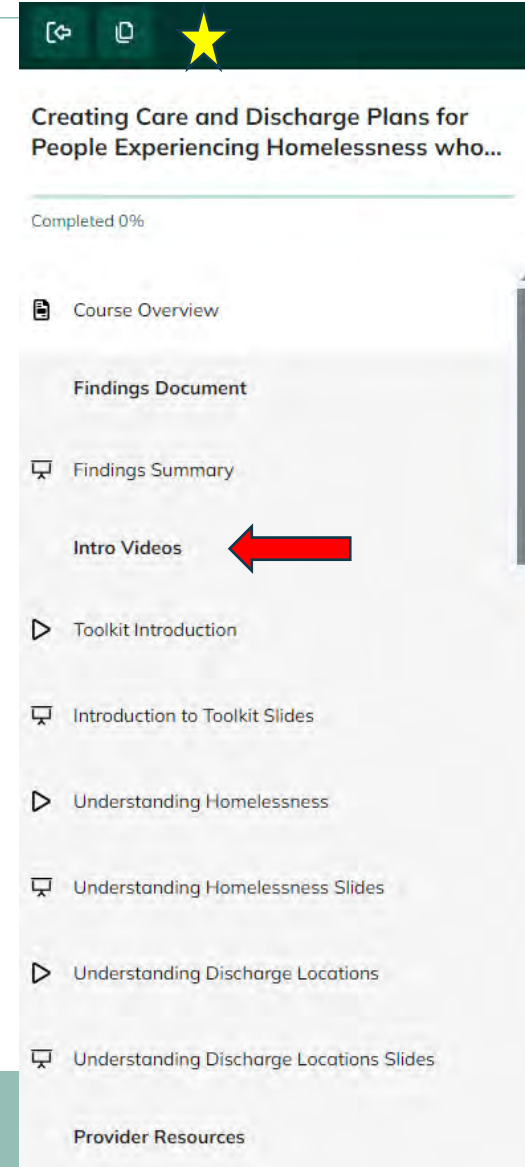 Creating Care and Discharge Plans for
People Experiencing Homelessness who...
Completed 0%
Course Overview
Findings Document
Findings Summary
Intro Videos
Toolkit Introduction
Introduction to Toolkit Slides
Understanding Homelessness
Understanding Homelessness Slides
Understanding Discharge Locations
Understanding Discharge Locations Slides
Provider Resources